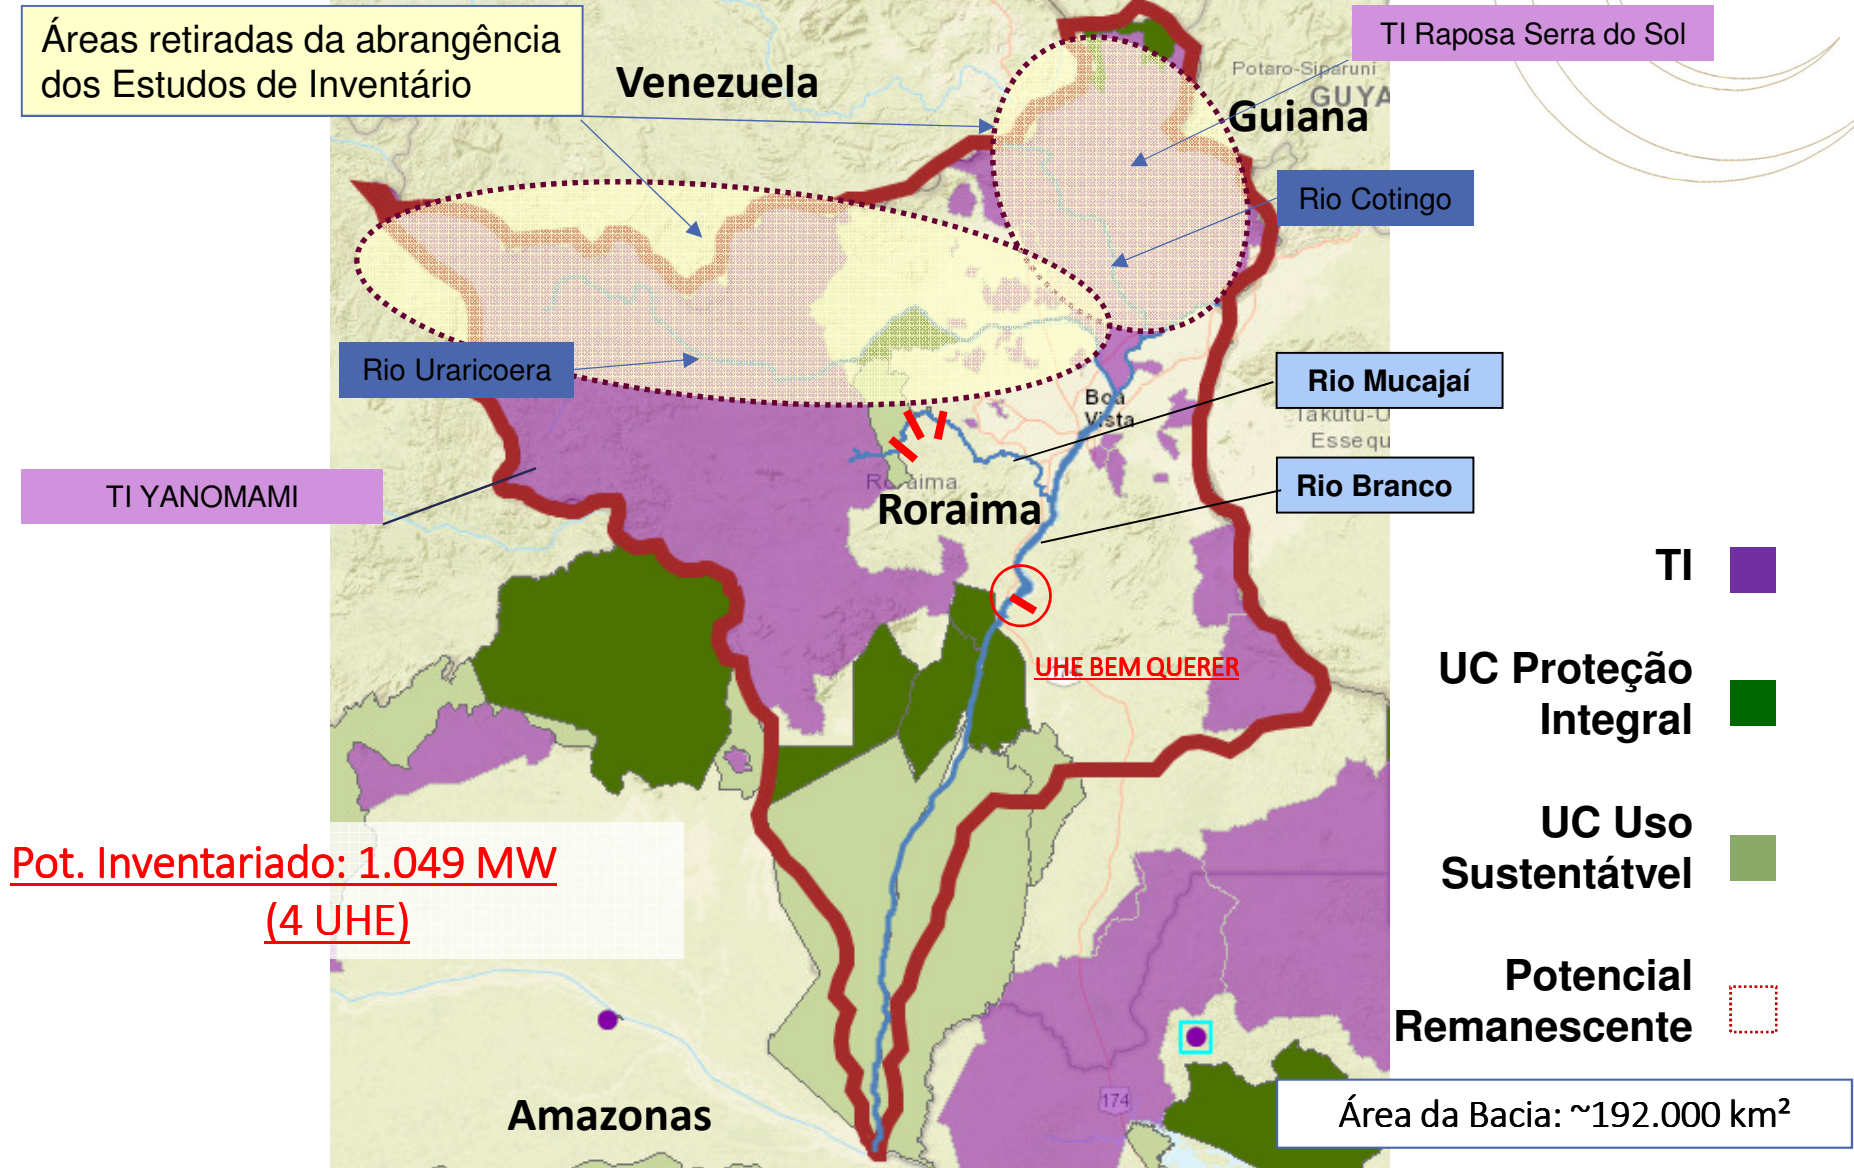 Áreas retiradas da abrangência
dos Estudos de Inventário
Venezuela
TI Raposa Serra do Sol
Potaro-Siparuni
GUYA
Guiana
Rio Cotingo
Rio Uraricoera
Rio Mucajaí
Boa
Vista
Takutu-U
Essequ
TI YANOMAMI
Roraima
Roraima
Rio Branco
TI
UHE BEM QUERER
UC Proteção
Integral
UC Uso
Sustentátvel
Pot. Inventariado: 1.049 MW
(4 UHE)
Potencial
Remanescente
174
Amazonas
Área da Bacia: ~192.000 km²